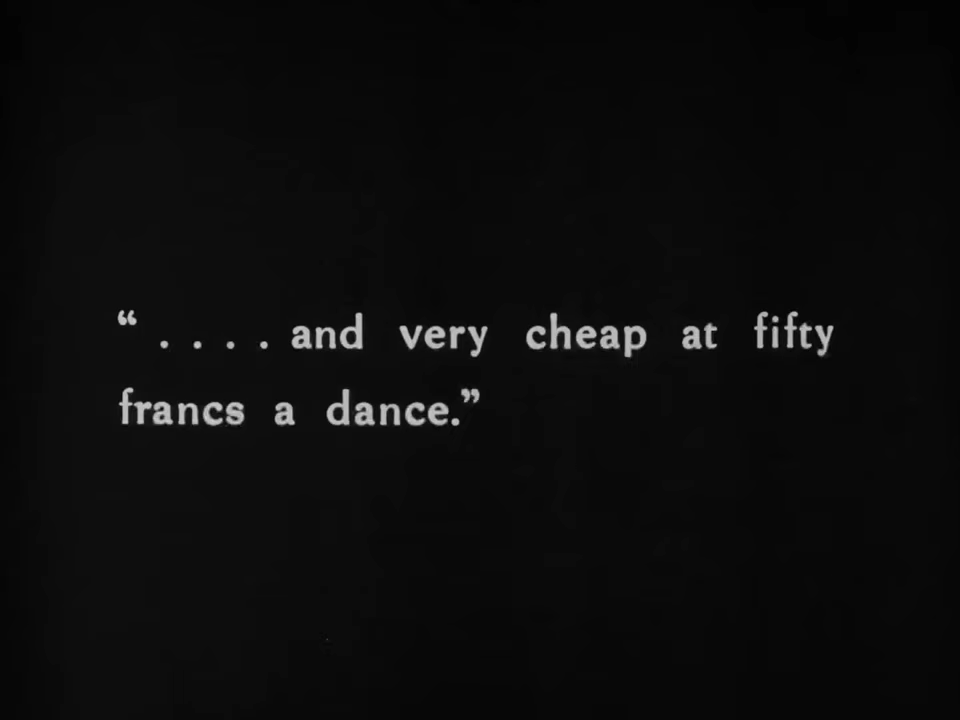 “ . . . . and very cheap at fifty
francs a dance.”